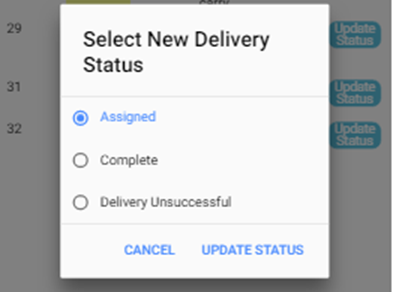 29
Update
Status
Select New Delivery
Status
31
Update
Status
Assigned
32
Update
Status
Complete
Delivery Unsuccessful
CANCEL
UPDATE STATUS